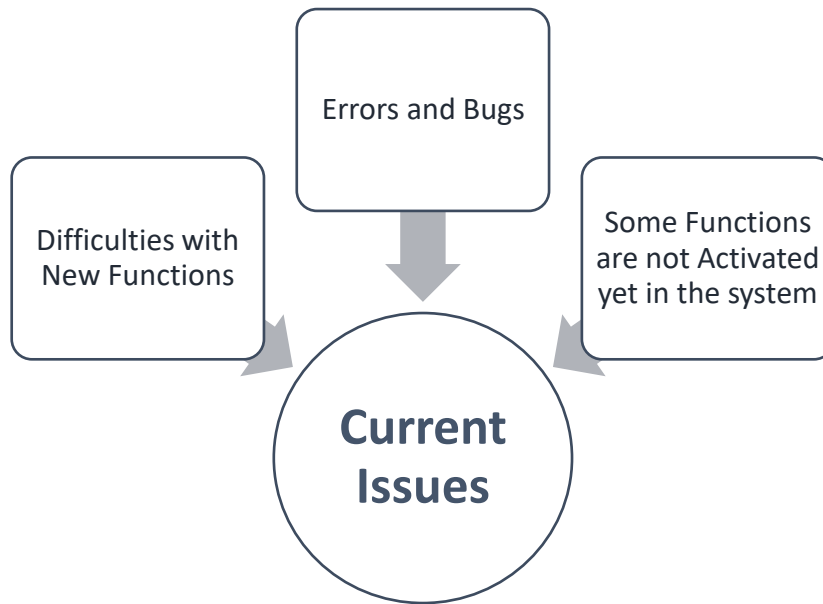 Errors and Bugs
Difficulties with
New Functions
Some Functions
are not Activated
yet in the system
Current
Issues